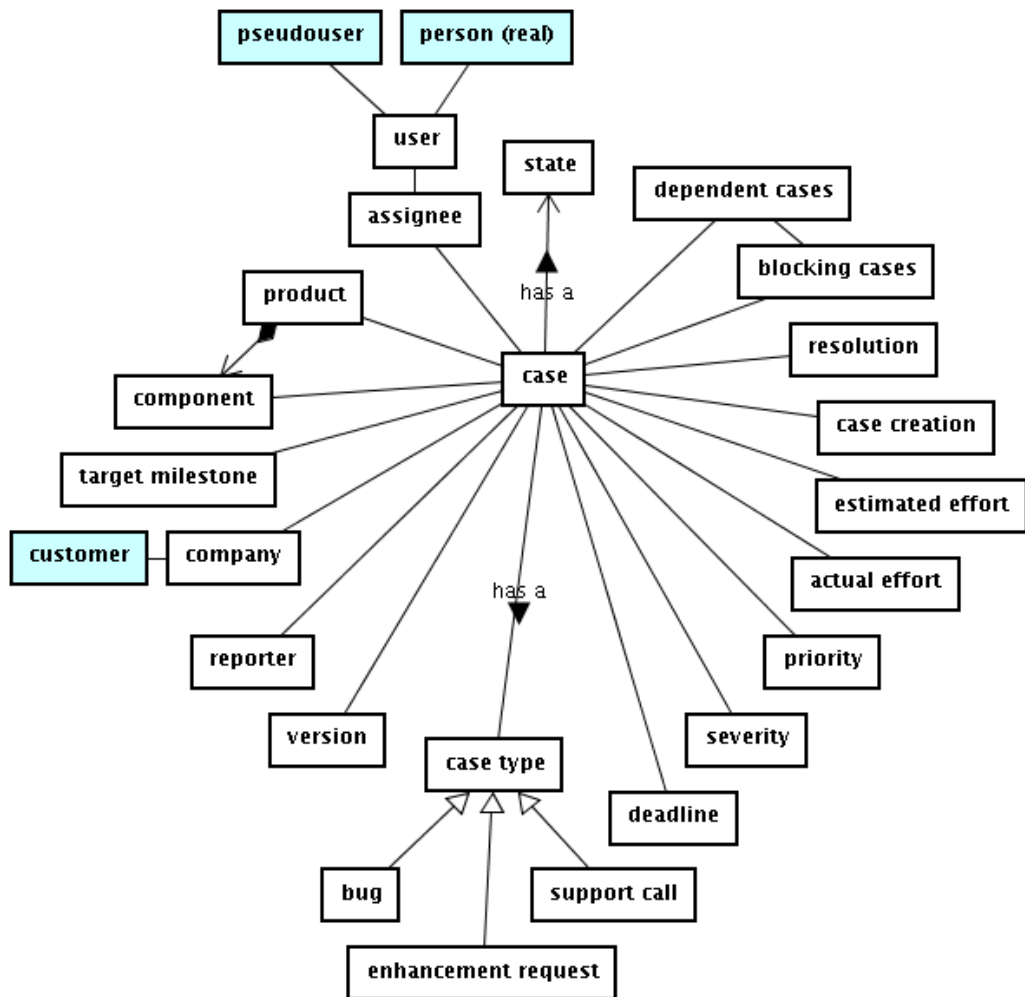 pseudouser
person (real)
user
state
dependent cases
assignee
blocking cases
product
has a
resolution
case
component
case creation
target milestone
estimated effort
customer
company
actual effort
has a
reporter
priority
version
severity
case type
deadline
bug
support call
enhancement request